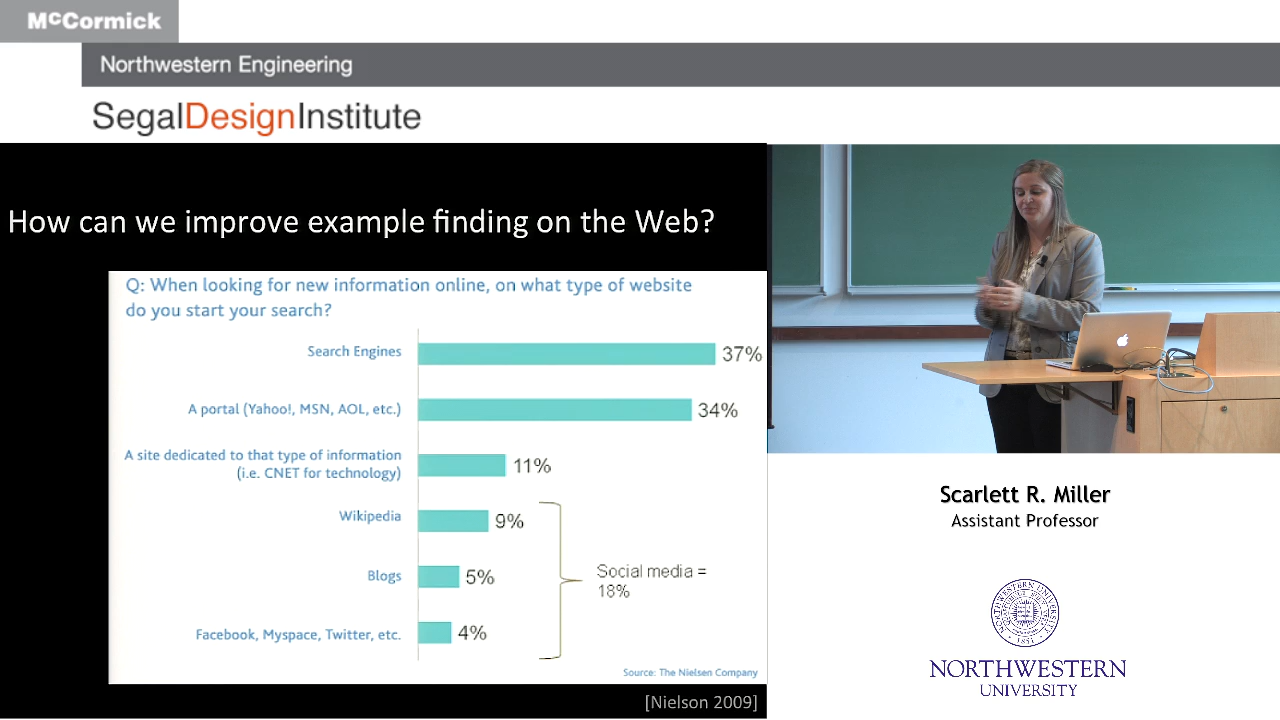 McCormick
Northwestern Engineering
SegalDesignInstitute
How can we improve example finding on the Web?
Q: When looking for new information online, on what type of website
do you start your search?
Search Engines
37%
A portal (Yahoo!, MSN, AOL, etc.)
34%
A site dedicated to that type of information
(i.e. CNET for technology)
11%
Wikipedia
9%
Blogs
5%
Facebook, Myspace, Twitter, etc.
4%
Social media =
18%
Source: The Nielsen Company
[Nielson 2009]
Scarlett R. Miller
Assistant Professor
NORTHWESTERN
UNIVERSITY